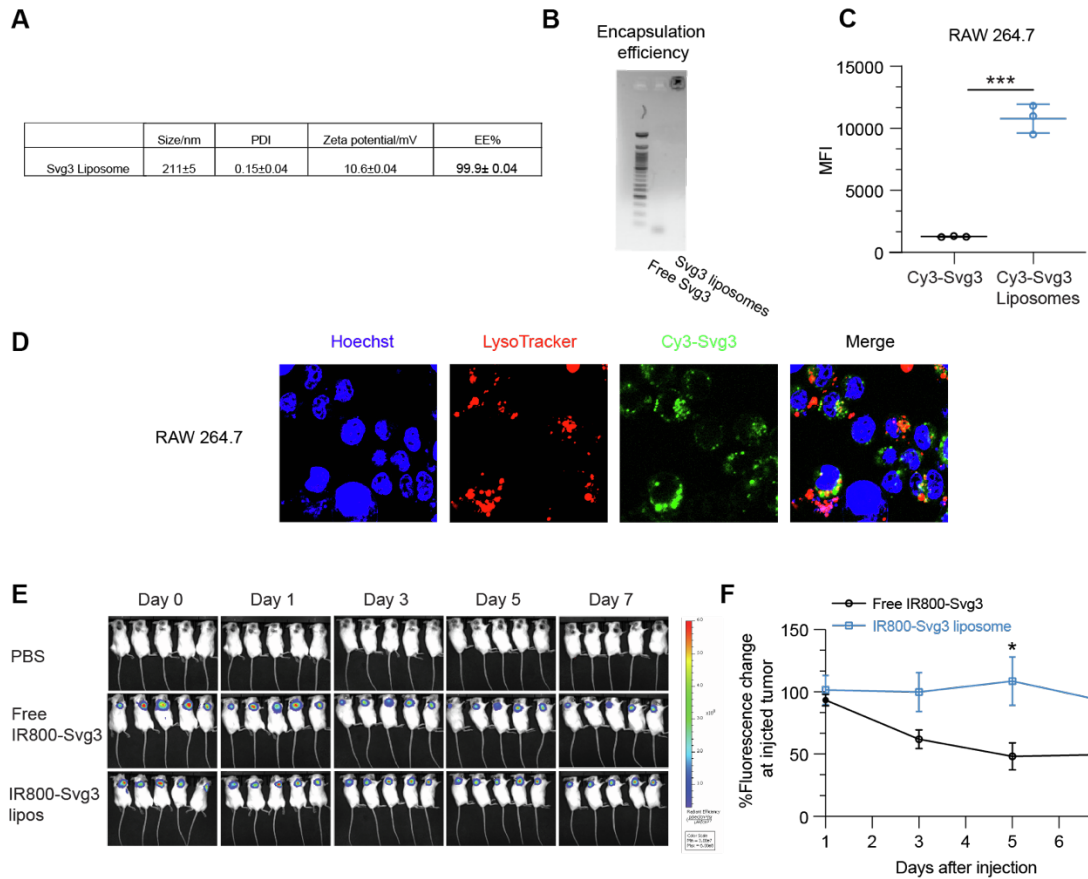 A
Size/nm PDI Zeta potential/mV EE%
Svg3 Liposome 211±5 0.15±0.04 10.6±0.04 99.9± 0.04
B
Encapsulation
efficiency
Free Svg3
Svg3 liposomes
C
RAW 264.7
***
15000
10000
5000
0
MFI
Cy3-Svg3
Cy3-Svg3
Liposomes
D
Hoechst LysoTracker Cy3-Svg3 Merge
RAW 264.7
E
Day 0 Day 1 Day 3 Day 5 Day 7
PBS
Free
IR800-Svg3
IR800-Svg3
lipos
Color Scale
F
Free IR800-Svg3
IR800-Svg3 liposome
*
150
100
50
0
%Fluorescence change
at injected tumor
1 2 3 4 5 6
Days after injection